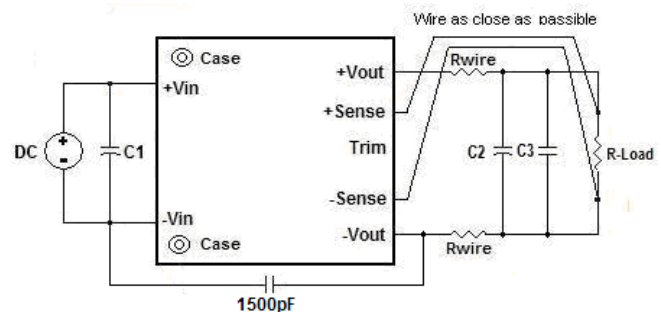 Wire as close as passible
Case
+Vin
+Vout
Rwire
+Sense
Trim
DC
C1
C2
C3
R-Load
-Sense
-Vin
-Vout
Case
Rwire
1500pF